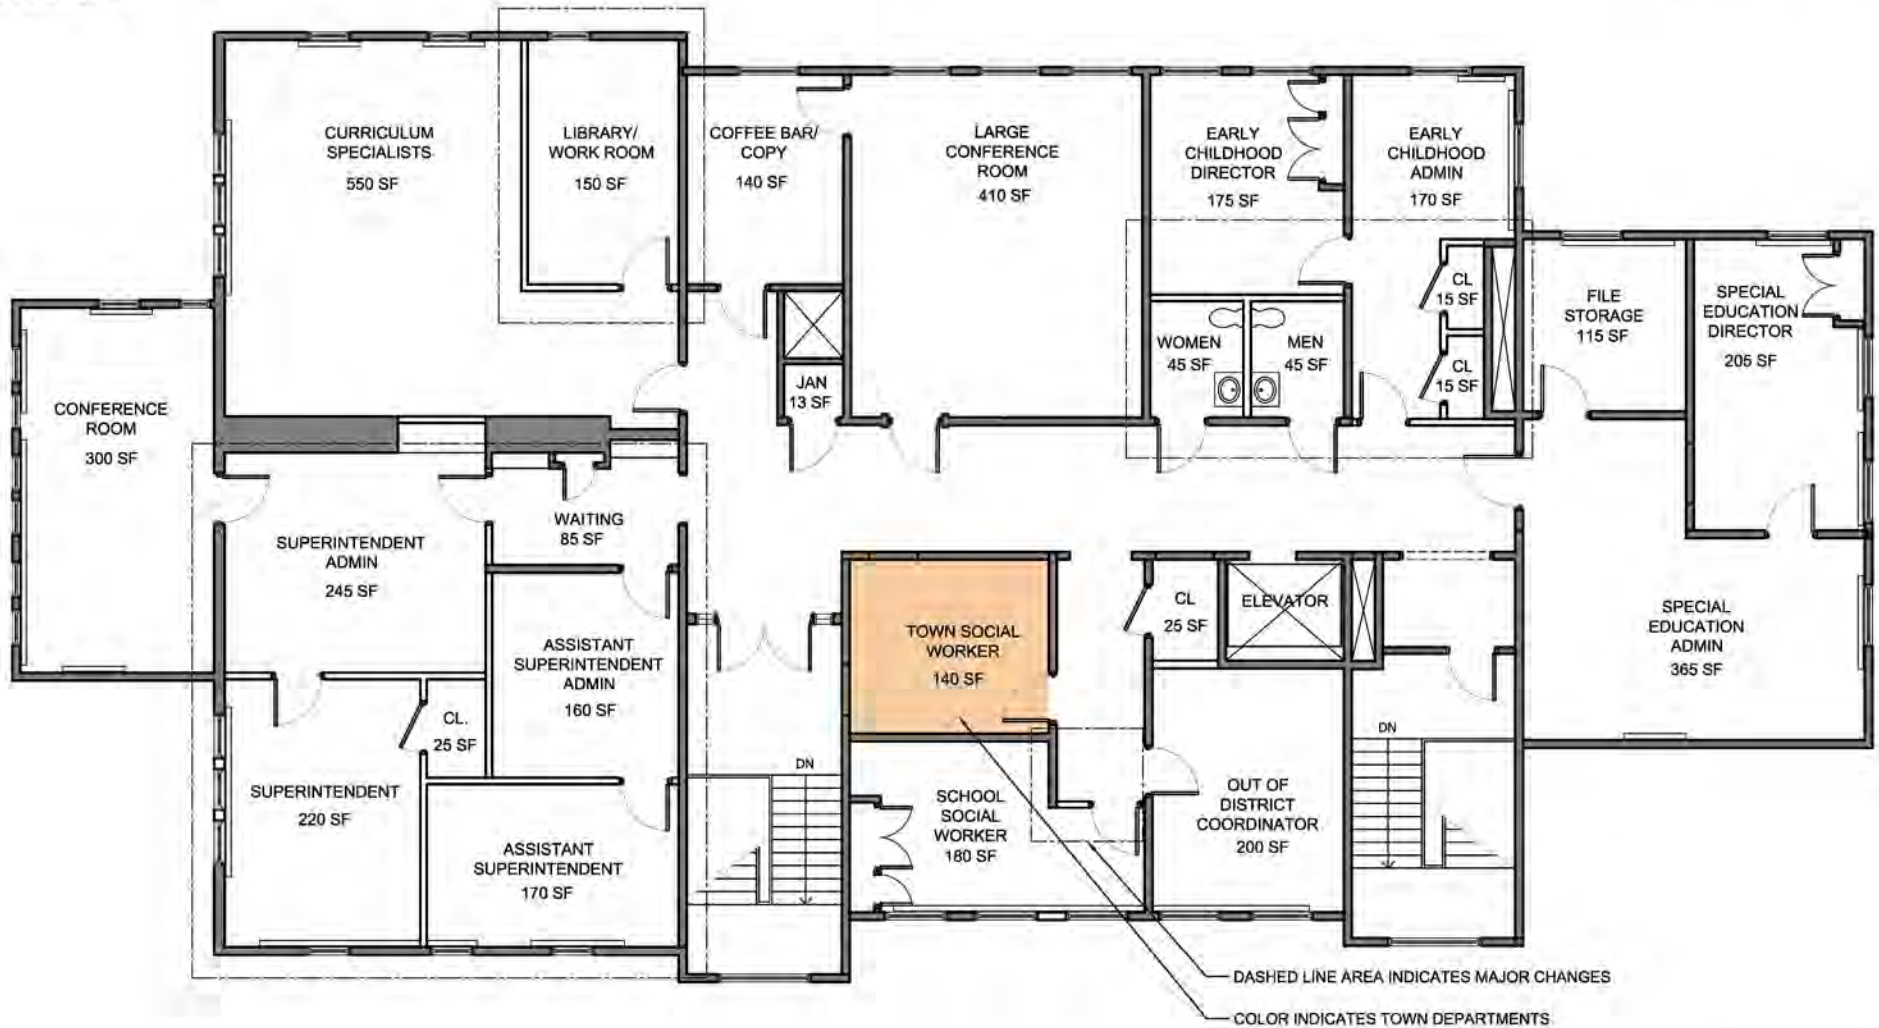 CURRICULUM
SPECIALISTS
550 SF
LIBRARY/
WORK ROOM
150 SF
COFFEE BAR/
COPY
140 SF
LARGE
CONFERENCE
ROOM
410 SF
EARLY
CHILDHOOD
DIRECTOR
175 SF
EARLY
CHILDHOOD
ADMIN
170 SF
CL
15 SF
CL
15 SF
FILE
STORAGE
115 SF
SPECIAL
EDUCATION
DIRECTOR
205 SF
WOMEN
45 SF
MEN
45 SF
JAN
13 SF
CONFERENCE
ROOM
300 SF
WAITING
85 SF
SUPERINTENDENT
ADMIN
245 SF
ASSISTANT
SUPERINTENDENT
ADMIN
160 SF
TOWN SOCIAL
WORKER
140 SF
CL
25 SF
ELEVATOR
SPECIAL
EDUCATION
ADMIN
365 SF
CL.
25 SF
SUPERINTENDENT
220 SF
ASSISTANT
SUPERINTENDENT
170 SF
DN
SCHOOL
SOCIAL
WORKER
180 SF
OUT OF
DISTRICT
COORDINATOR
200 SF
DN
DASHED LINE AREA INDICATES MAJOR CHANGES
COLOR INDICATES TOWN DEPARTMENTS